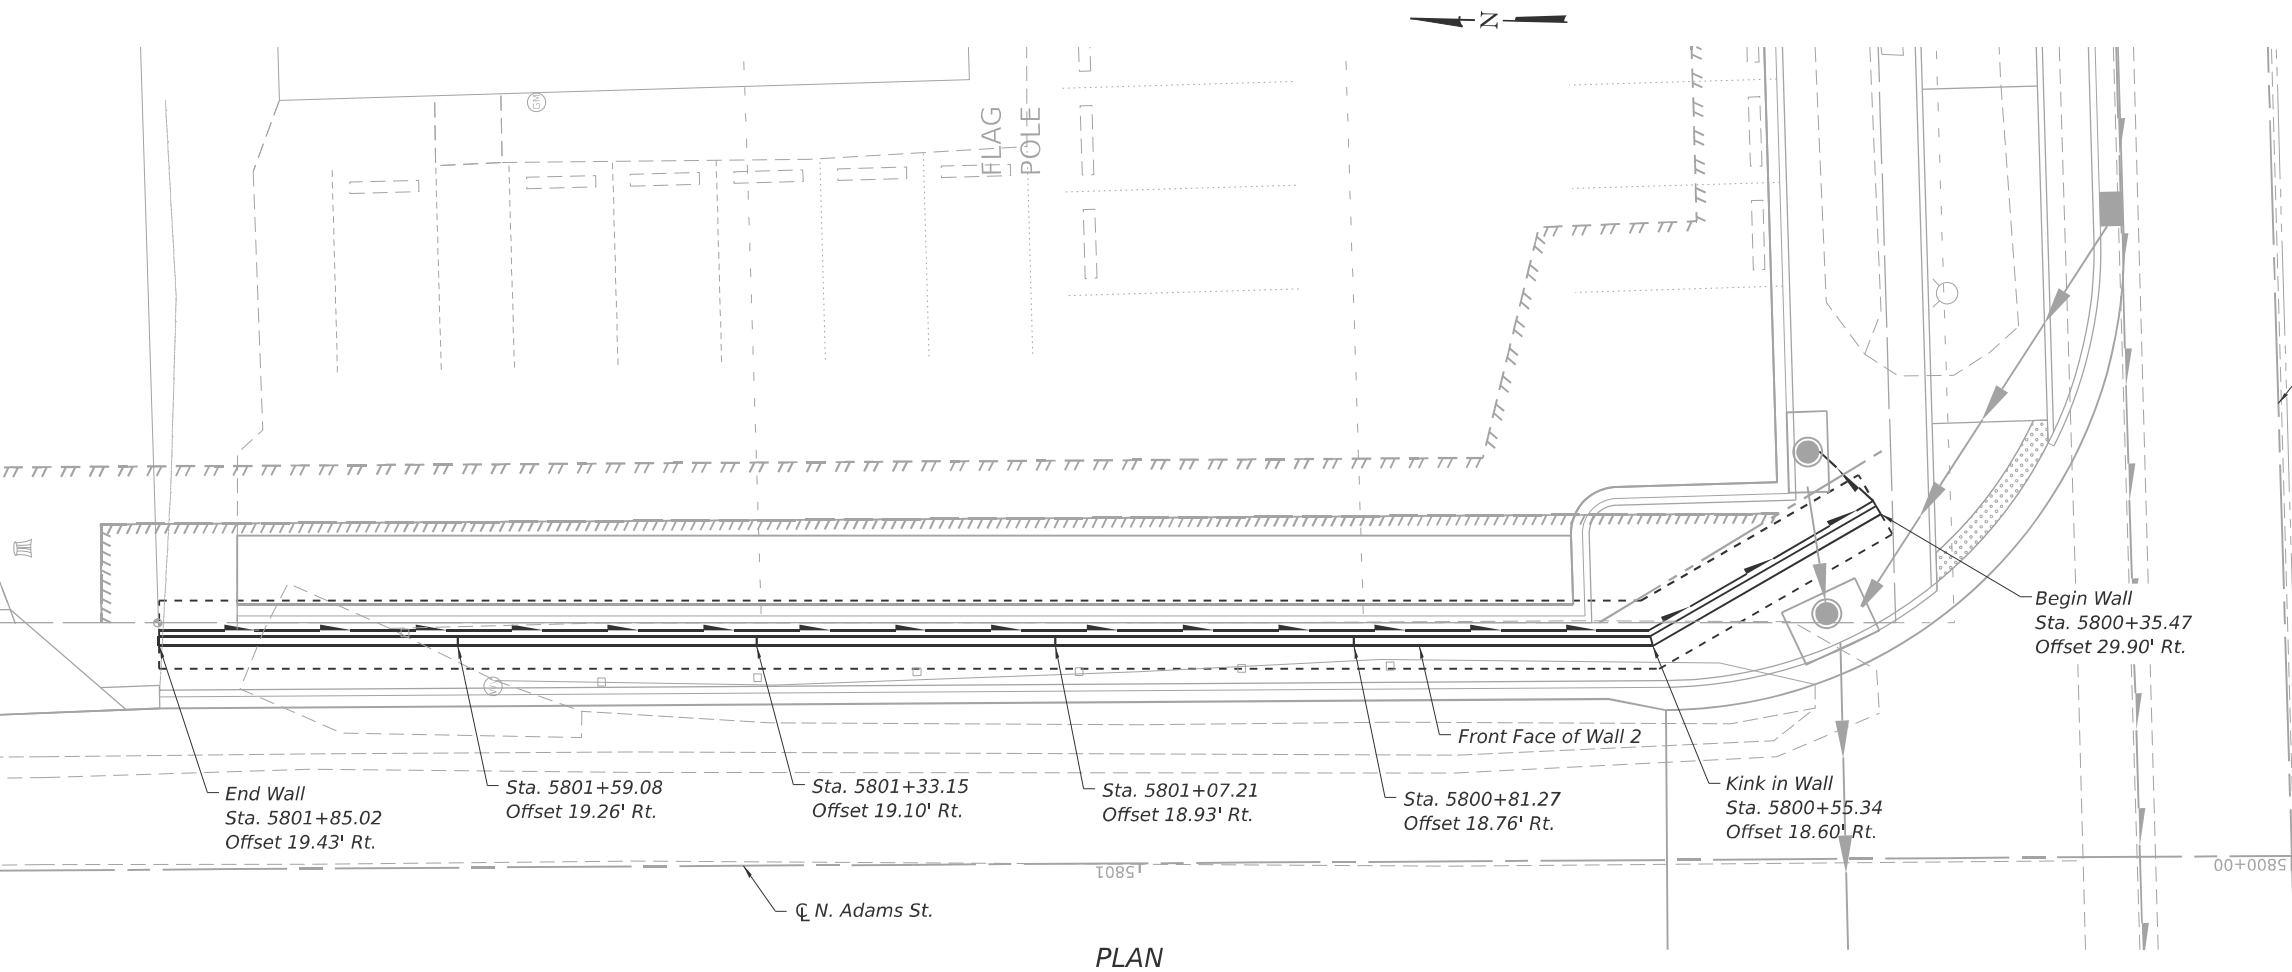 N
GM
FLAG
POLE
Begin Wall
Sta. 5800+35.47
Offset 29.90' Rt.
Front Face of Wall 2
End Wall
Sta. 5801+85.02
Offset 19.43' Rt.
Sta. 5801+59.08
Offset 19.26' Rt.
Sta. 5801+33.15
Offset 19.10' Rt.
Sta. 5801+07.21
Offset 18.93' Rt.
Sta. 5800+81.27
Offset 18.76' Rt.
Kink in Wall
Sta. 5800+55.34
Offset 18.60' Rt.
5801
5800+00
℄ N. Adams St.
PLAN